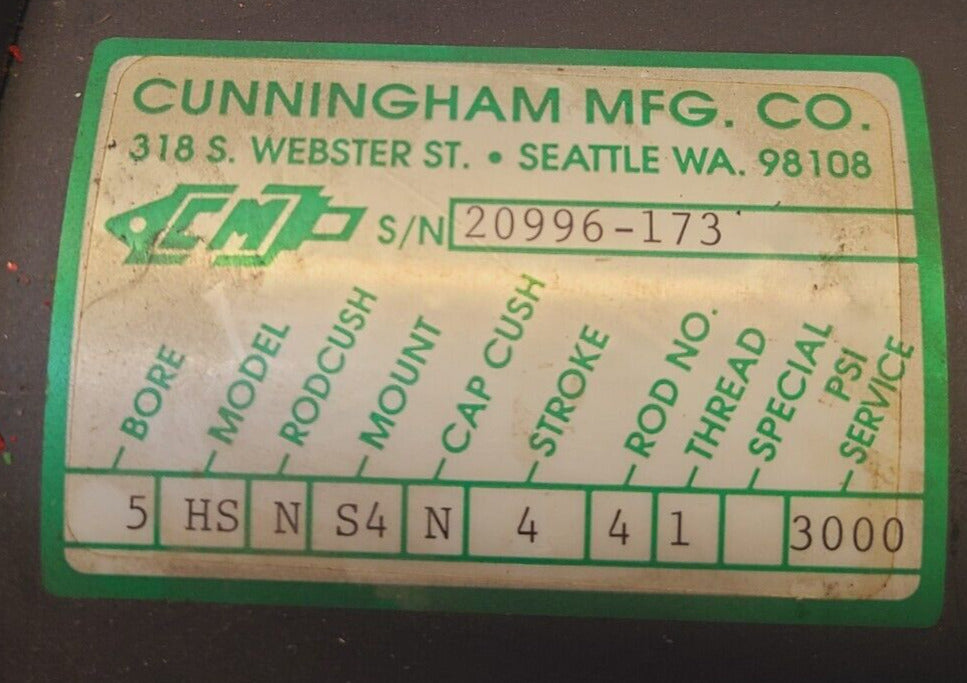 CUNNINGHAM MFG. CO.
318 S. WEBSTER ST. • SEATTLE WA. 98108
CMJ S/N 20996-173
BORE MODEL RODCUSH MOUNT CAP CUSH STROKE ROD NO. THREAD SPECIAL PSI SERVICE
5 HS N S4 N 4 4 1 3000